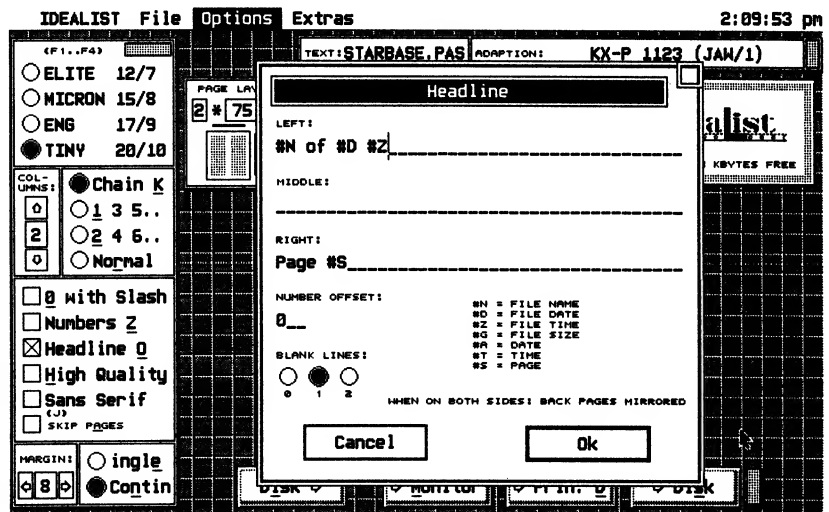 IDEALIST File Options Extras 2:09:53 pm
(F1..F4)
ELITE 12/7
MICRON 15/8
ENG 17/9
TINY 20/10
TEXT: STARBASE.PAS ADAPTION: KX-P 1123 (JAW/1)
PAGE LAY
2 * 75
alist
KBYTES FREE
COL-
UMNS:
2
Chain K
1 3 5..
2 4 6..
Normal
0 with Slash
Numbers Z
Headline O
High Quality
Sans Serif
(J)
SKIP PAGES
MARGIN:
8
ingle
Contin
Headline
LEFT:
#N of #D #Z
MIDDLE:
RIGHT:
Page #S
NUMBER OFFSET:
0__
#N = FILE NAME
#D = FILE DATE
#Z = FILE TIME
#G = FILE SIZE
#A = DATE
#T = TIME
#S = PAGE
BLANK LINES:
0 1 2
WHEN ON BOTH SIDES: BACK PAGES MIRRORED
Cancel Ok
Disk Monitor Prin. D Disk